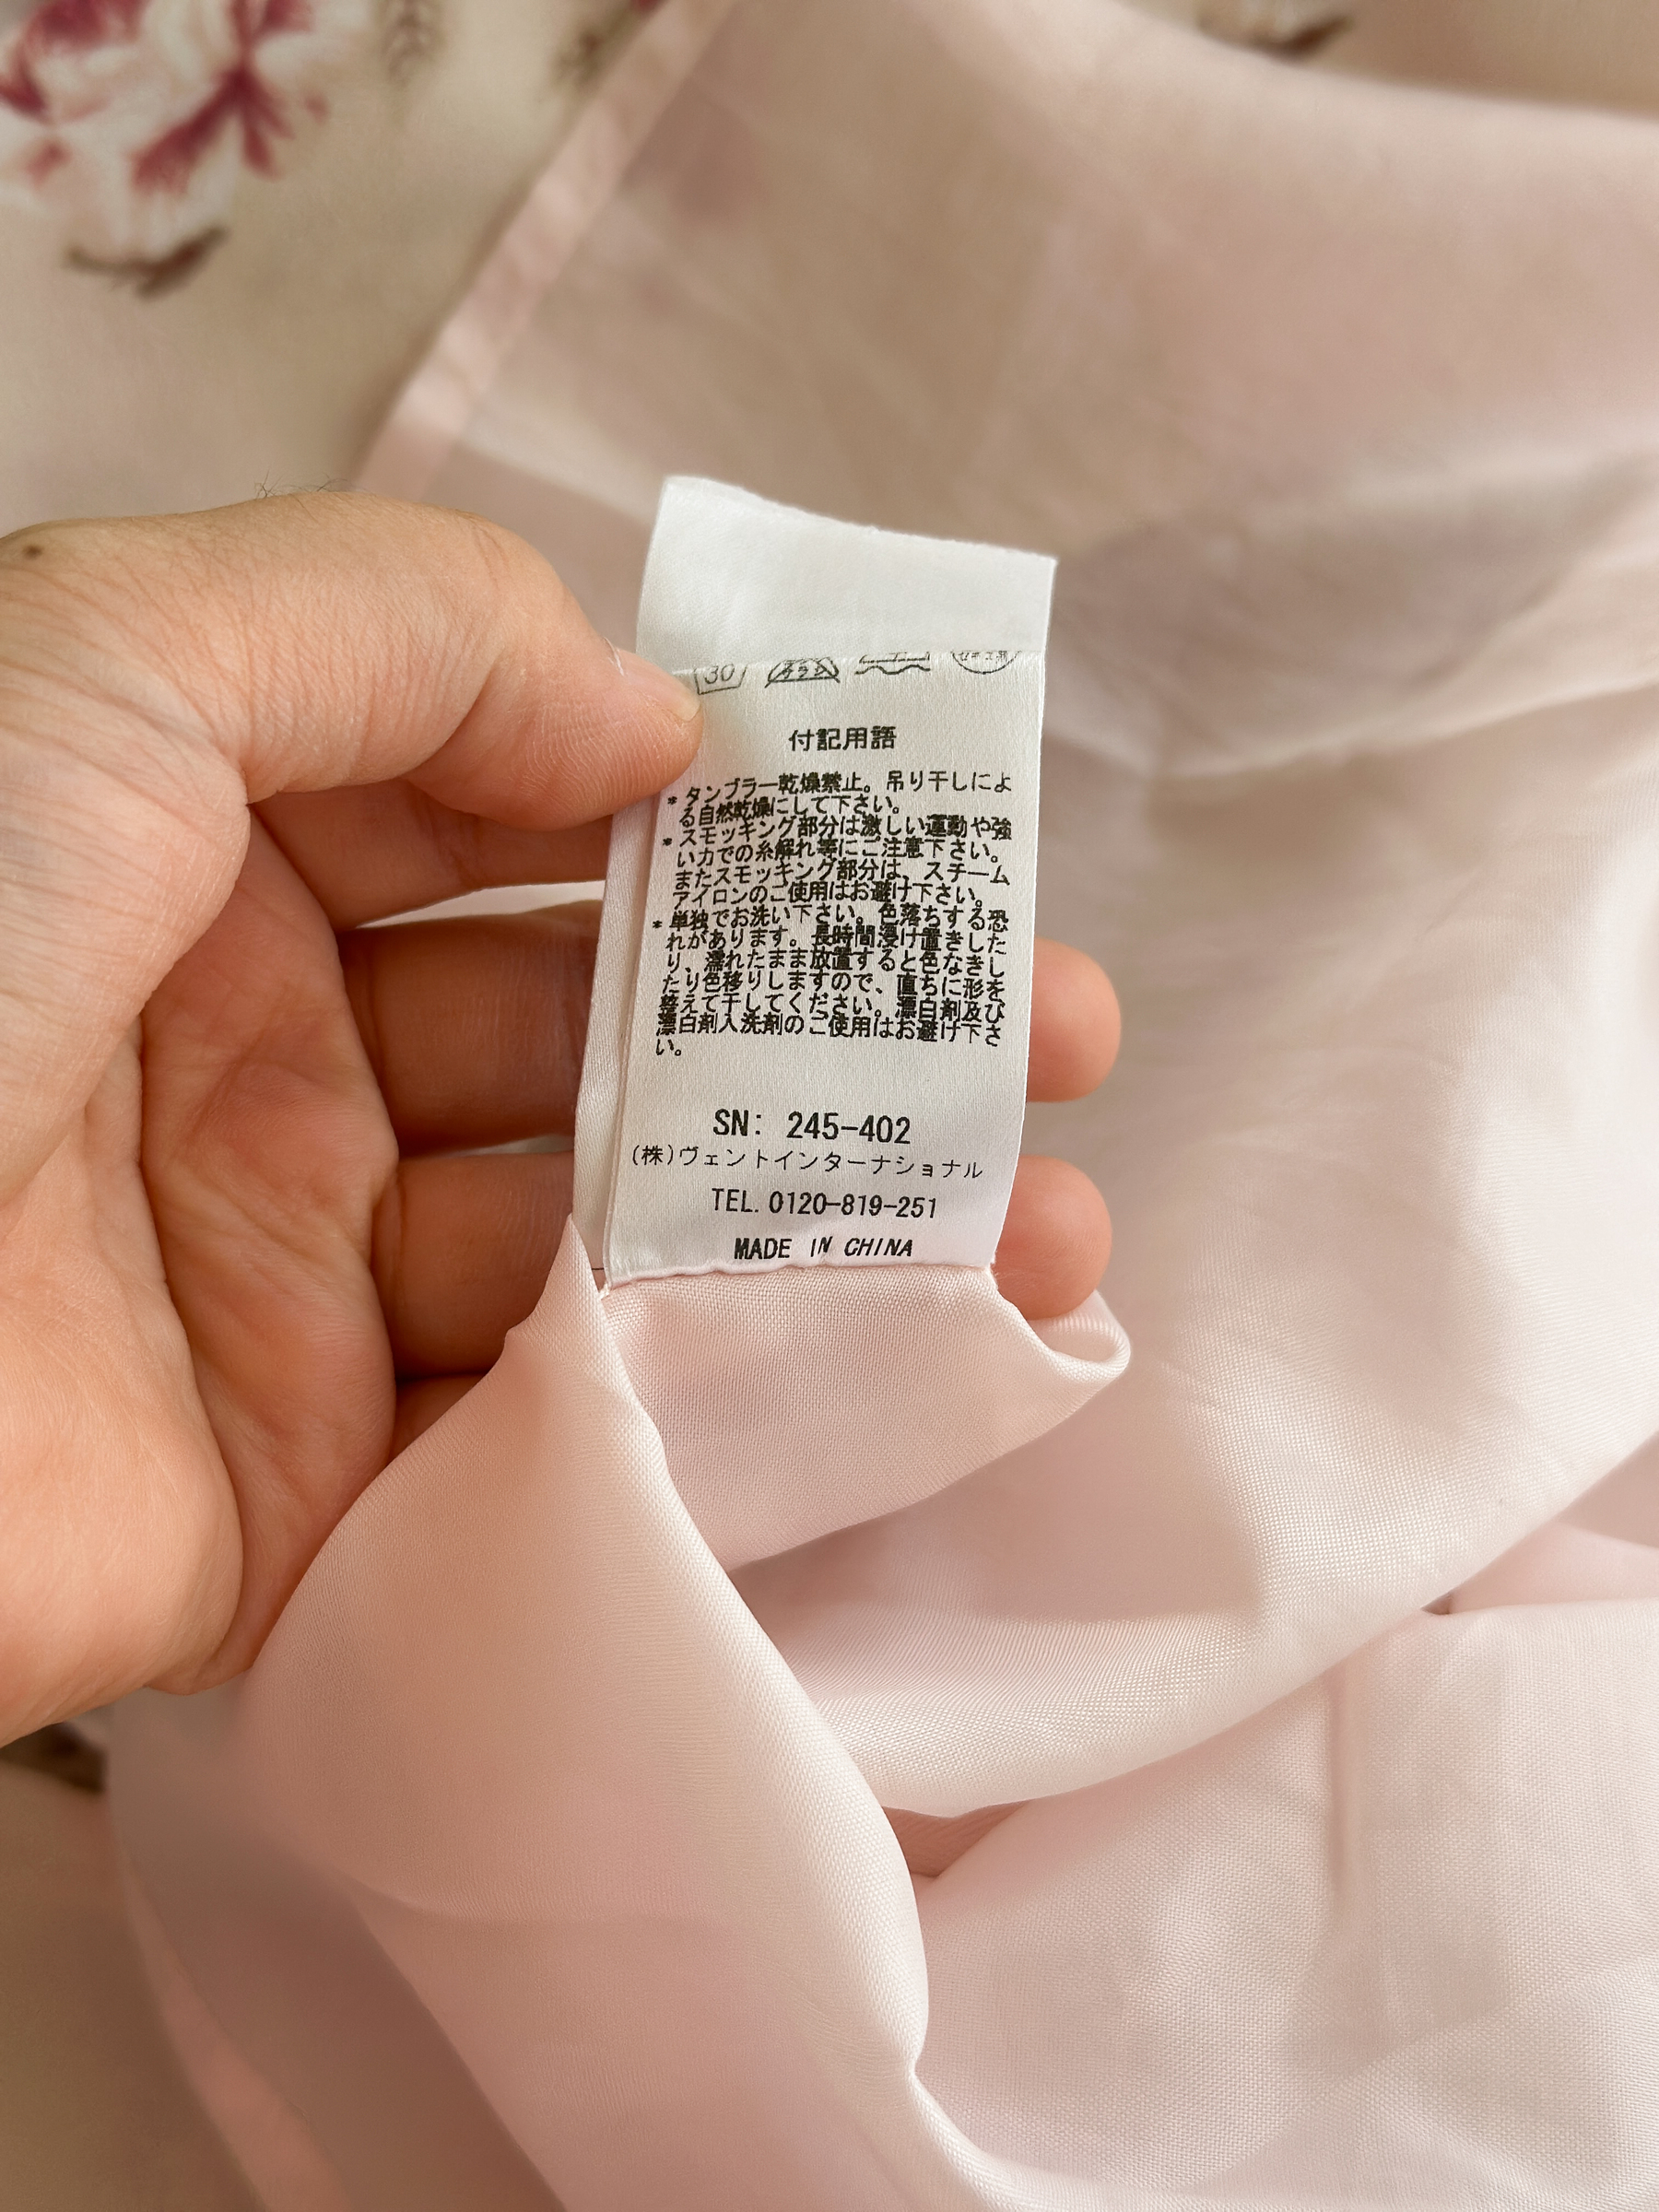 30
エンソ
サラシ
付記用語
* タンブラー乾燥禁止。吊り干しによ
る自然乾燥にして下さい。
* スモッキング部分は激しい運動や強
い力での糸解れ等にご注意下さい。
またスモッキング部分は、スチーム
アイロンのご使用はお避け下さい。
* 単独でお洗い下さい。色落ちする恐
れがあります。長時間浸け置きした
り、濡れたまま放置すると色なきし
たり色移りしますので、直ちに形を
整えて干してください。漂白剤及び
漂白剤入洗剤のご使用はお避け下さ
い。
SN: 245-402
(株)ヴェントインターナショナル
TEL. 0120-819-251
MADE IN CHINA